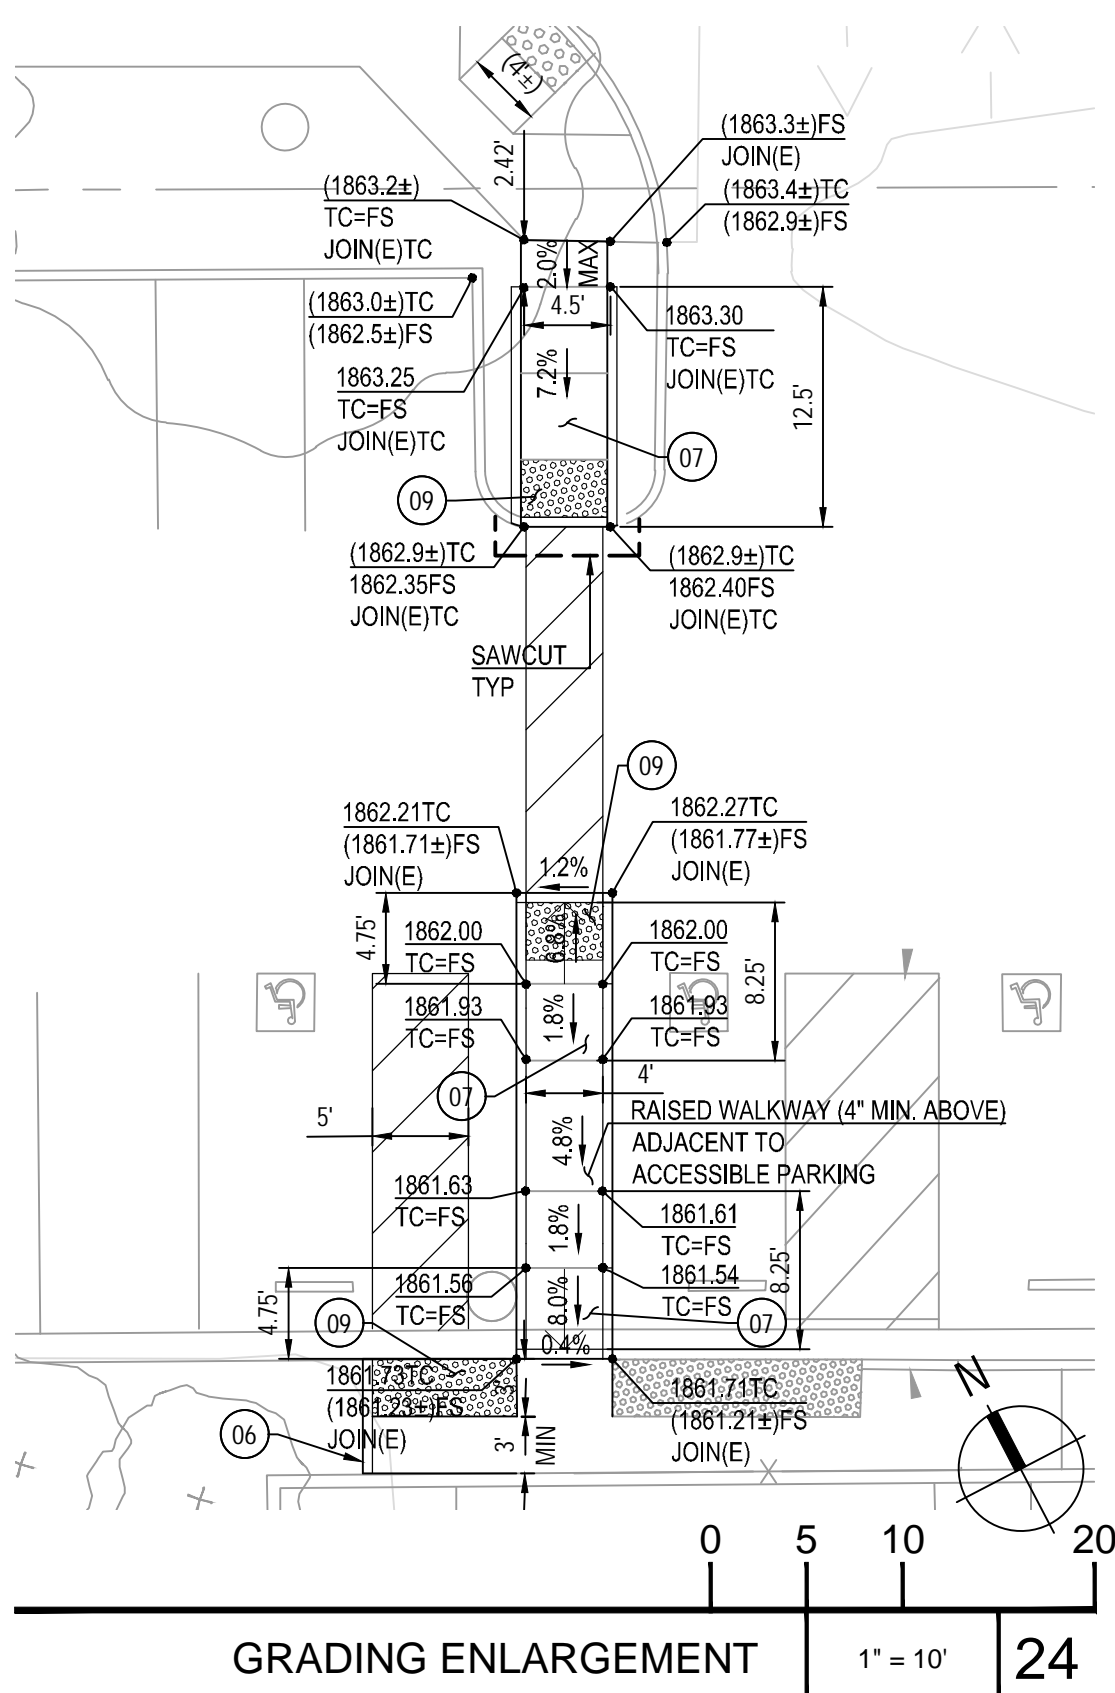 (4'±)
2.42'
(1863.3±)FS
JOIN(E)
(1863.4±)TC
(1862.9±)FS
(1863.2±)
TC=FS
JOIN(E)TC
2.0%
MAX
(1863.0±)TC
(1862.5±)FS
4.5'
1863.30
TC=FS
JOIN(E)TC
1863.25
TC=FS
JOIN(E)TC
7.2%
12.5'
07
09
(1862.9±)TC
1862.35FS
JOIN(E)TC
(1862.9±)TC
1862.40FS
JOIN(E)TC
SAWCUT
TYP
09
1862.21TC
(1861.71±)FS
JOIN(E)
1862.27TC
(1861.77±)FS
JOIN(E)
1.2%
4.75'
6.8%
1862.00
TC=FS
1862.00
TC=FS
8.25'
1861.93
TC=FS
1.8%
1861.93
TC=FS
07
4'
5'
4.8%
RAISED WALKWAY (4" MIN. ABOVE)
ADJACENT TO
ACCESSIBLE PARKING
1861.63
TC=FS
1.8%
1861.61
TC=FS
1861.56
TC=FS
8.0%
1861.54
TC=FS
8.25'
4.75'
09
07
0.4%
1861.73TC
(1861.23±)FS
JOIN(E)
3'
1861.71TC
(1861.21±)FS
JOIN(E)
06
3'
MIN
N
0 5 10 20
GRADING ENLARGEMENT
1" = 10'
24